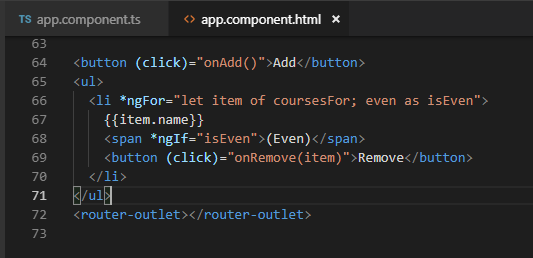 TS app.component.ts <> app.component.html ×
63
64 <button (click)="onAdd()">Add</button>
65 <ul>
66   <li *ngFor="let item of coursesFor; even as isEven">
67     {{item.name}}
68     <span *ngIf="isEven">(Even)</span>
69     <button (click)="onRemove(item)">Remove</button>
70   </li>
71 </ul>
72 <router-outlet></router-outlet>
73